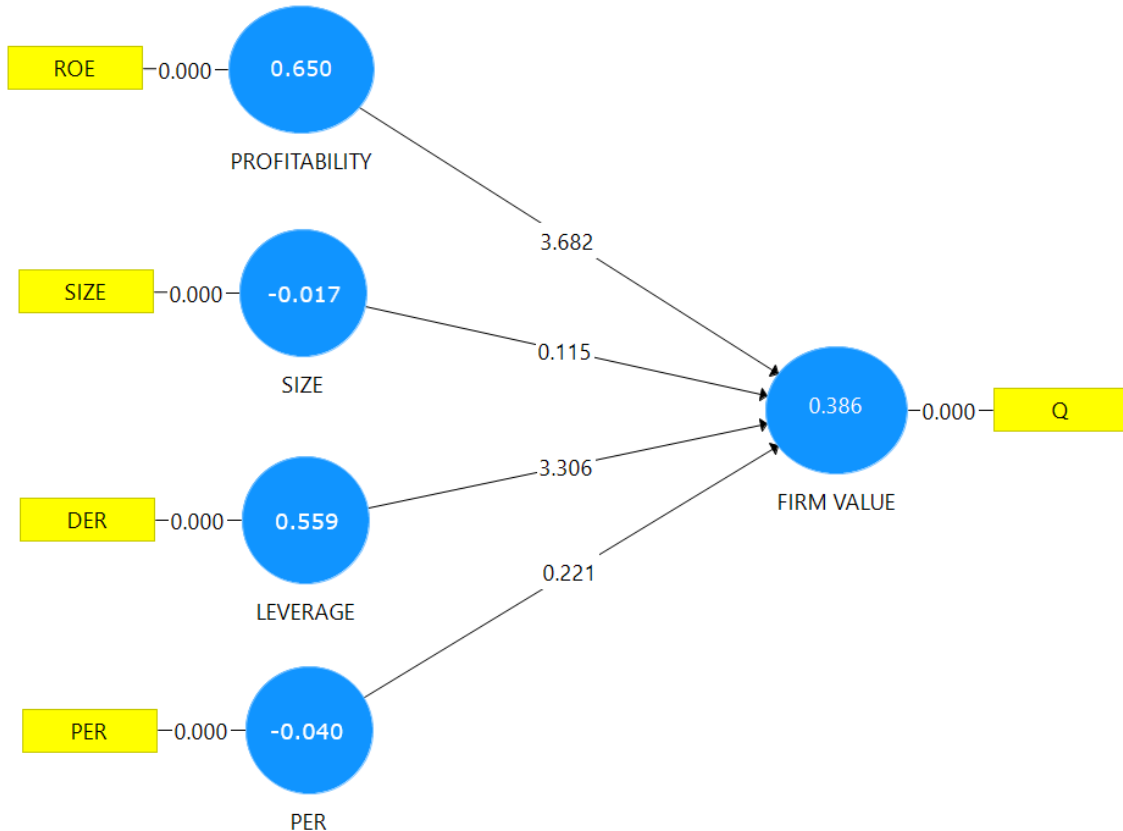 ROE
0.000
0.650
PROFITABILITY
3.682
SIZE
0.000
-0.017
SIZE
0.115
0.386
0.000
Q
FIRM VALUE
DER
0.000
0.559
LEVERAGE
3.306
0.221
PER
0.000
-0.040
PER